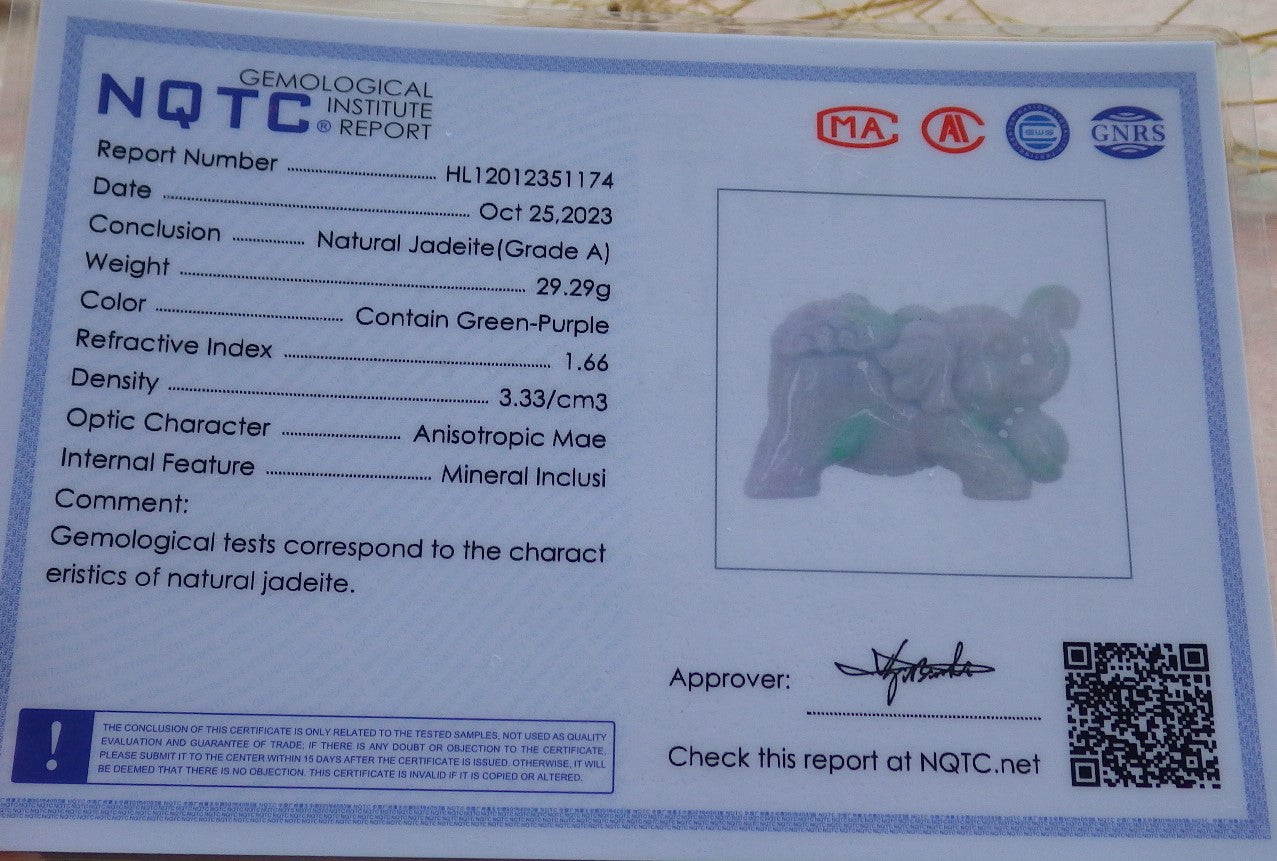 NQTC® GEMOLOGICAL
INSTITUTE
REPORT
Report Number HL12012351174
Date Oct 25,2023
Conclusion Natural Jadeite(Grade A)
Weight 29.29g
Color Contain Green-Purple
Refractive Index 1.66
Density 3.33/cm3
Optic Character Anisotropic Mae
Internal Feature Mineral Inclusi
Comment:
Gemological tests correspond to the charact
eristics of natural jadeite.
! THE CONCLUSION OF THIS CERTIFICATE IS ONLY RELATED TO THE TESTED SAMPLES, NOT USED AS QUALITY
EVALUATION AND GUARANTEE OF TRADE; IF THERE IS ANY DOUBT OR OBJECTION TO THE CERTIFICATE,
PLEASE SUBMIT IT TO THE CENTER WITHIN 15 DAYS AFTER THE CERTIFICATE IS ISSUED. OTHERWISE, IT WILL
BE DEEMED THAT THERE IS NO OBJECTION. THIS CERTIFICATE IS INVALID IF IT IS COPIED OR ALTERED.
MA GNRS
Approver:
Check this report at NQTC.net